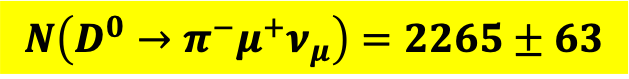 N(D⁰ → π⁻μ⁺ν_μ) = 2265 ± 63